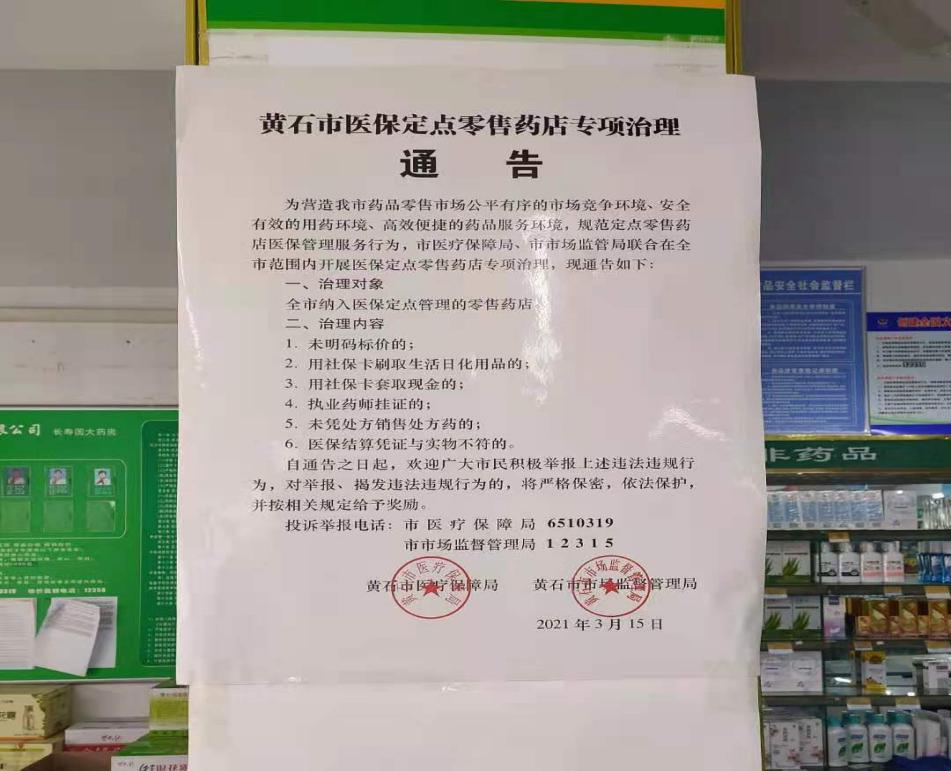 黄石市医保定点零售药店专项治理
通 告
为营造我市药品零售市场公平有序的市场竞争环境、安全
有效的用药环境、高效便捷的药品服务环境，规范定点零售药
店医保管理服务行为，市医疗保障局、市市场监管局联合在全
市范围内开展医保定点零售药店专项治理，现通告如下：
一、治理对象
全市纳入医保定点管理的零售药店
二、治理内容
1. 未明码标价的；
2. 用社保卡刷取生活日化用品的；
3. 用社保卡套取现金的；
4. 执业药师挂证的；
5. 未凭处方销售处方药的；
6. 医保结算凭证与实物不符的。
自通告之日起，欢迎广大市民积极举报上述违法违规行
为，对举报、揭发违法违规行为的，将严格保密，依法保护，
并按相关规定给予奖励。
投诉举报电话：市医疗保障局 6510319
市市场监督管理局 12315
黄石市医疗保障局 黄石市市场监督管理局
2021年3月15日
公司 长寿国大药房
品安全社会监督栏
非药品